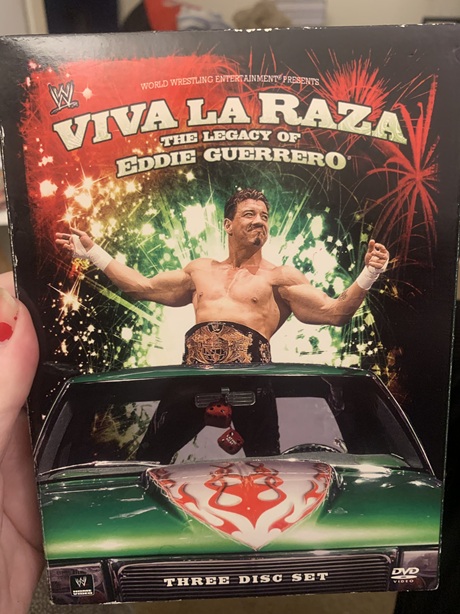 W
WORLD WRESTLING ENTERTAINMENT® PRESENTS
VIVA LA RAZA
THE LEGACY OF
EDDIE GUERRERO®
THREE DISC SET
W
DVD
VIDEO